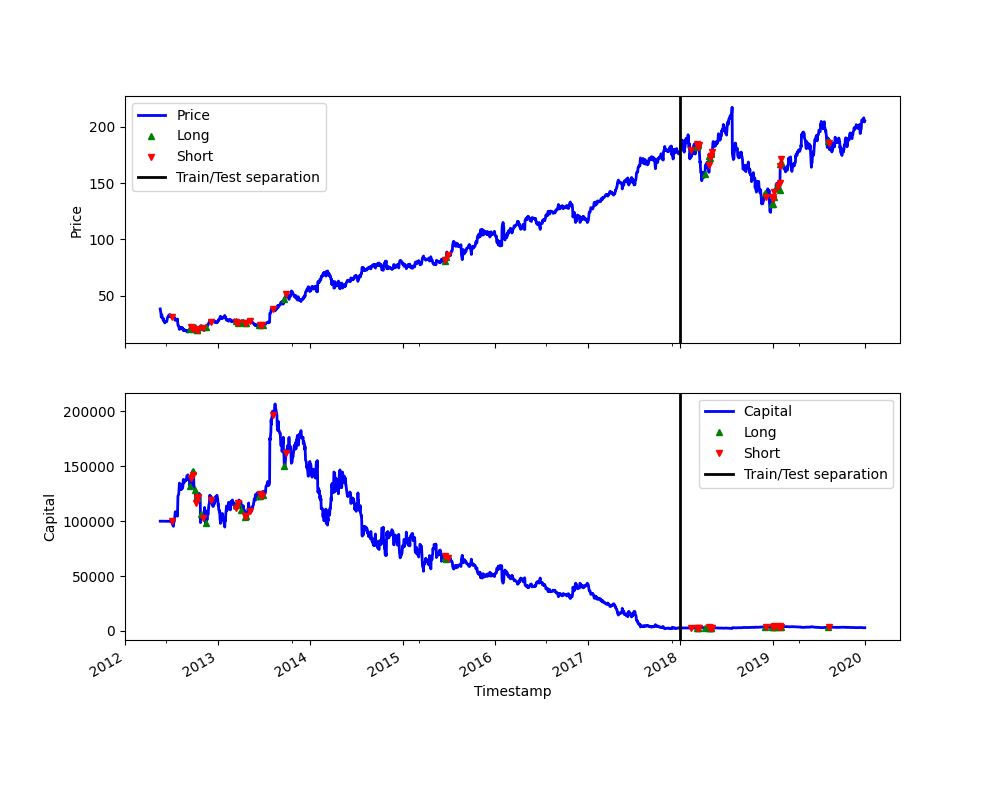 200
150
100
50
Price
Price
Long
Short
Train/Test separation
200000
150000
100000
50000
0
Capital
Capital
Long
Short
Train/Test separation
2012
2013
2014
2015
2016
2017
2018
2019
2020
Timestamp